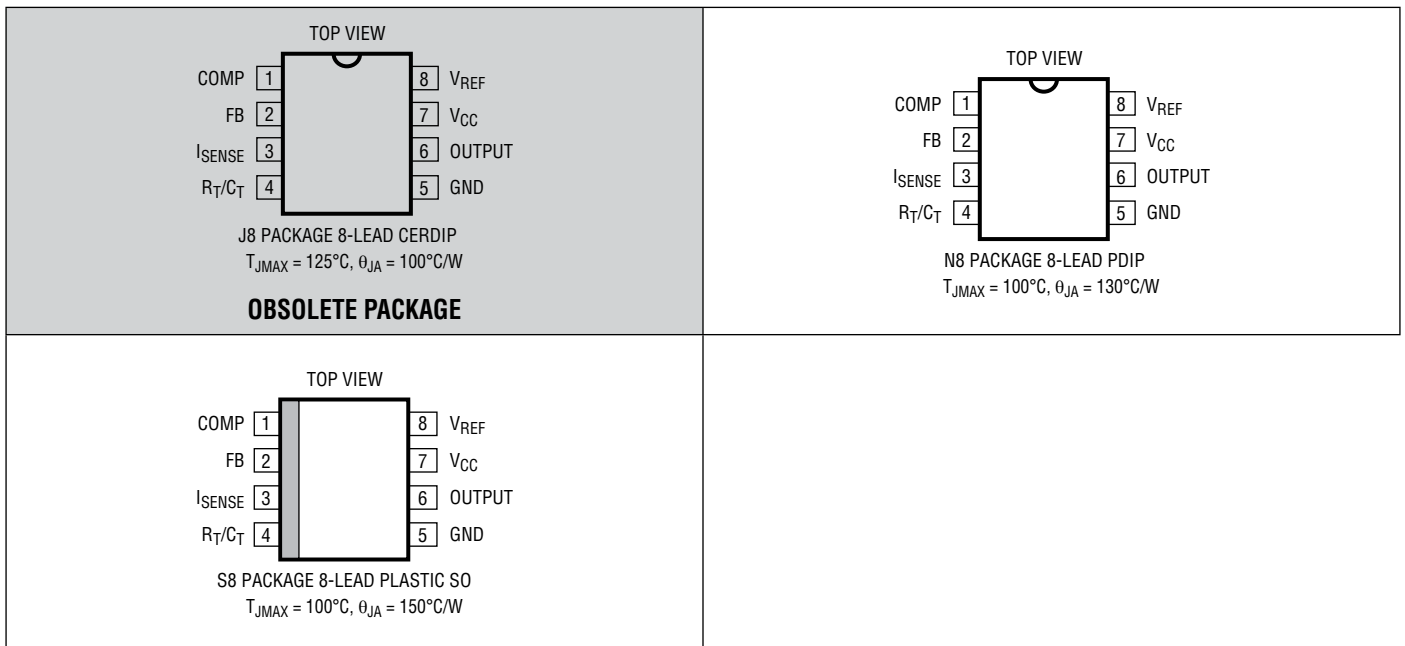 TOP VIEW
COMP 1 8 VREF
FB 2 7 VCC
ISENSE 3 6 OUTPUT
RT/CT 4 5 GND
J8 PACKAGE 8-LEAD CERDIP
TJMAX = 125°C, θJA = 100°C/W
OBSOLETE PACKAGE
TOP VIEW
COMP 1 8 VREF
FB 2 7 VCC
ISENSE 3 6 OUTPUT
RT/CT 4 5 GND
N8 PACKAGE 8-LEAD PDIP
TJMAX = 100°C, θJA = 130°C/W
TOP VIEW
COMP 1 8 VREF
FB 2 7 VCC
ISENSE 3 6 OUTPUT
RT/CT 4 5 GND
S8 PACKAGE 8-LEAD PLASTIC SO
TJMAX = 100°C, θJA = 150°C/W